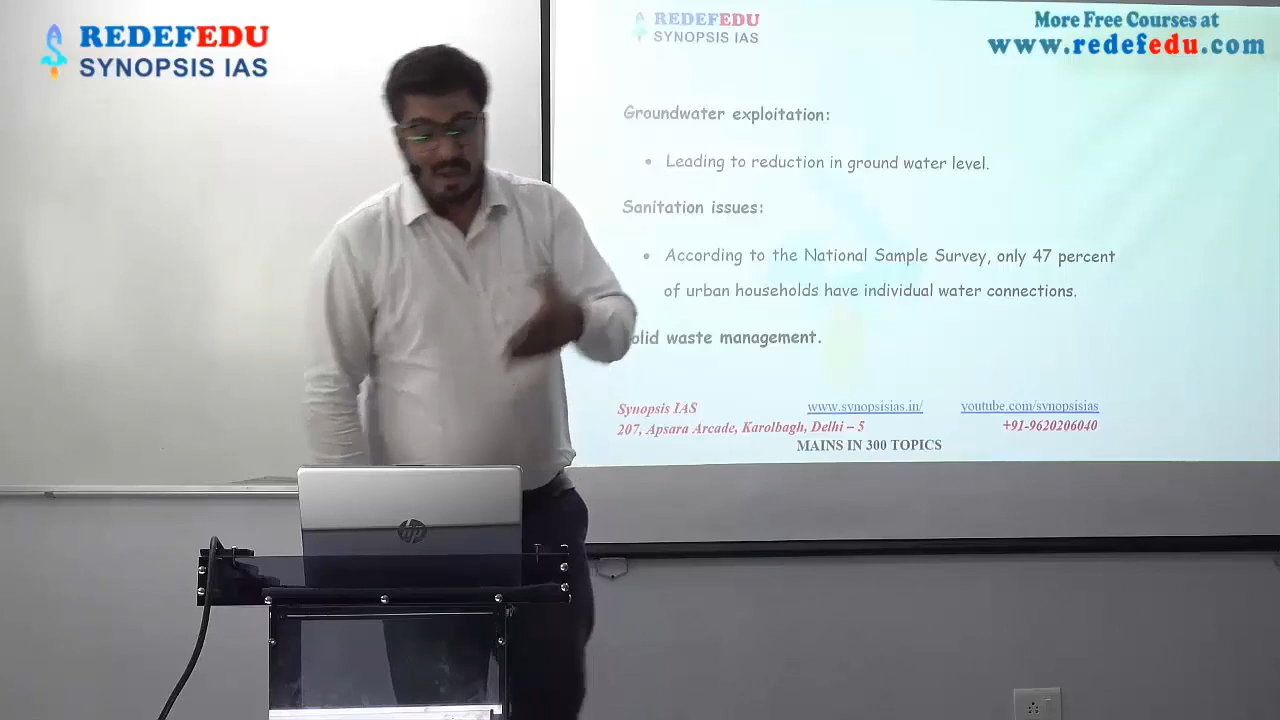 REDEFEDU
SYNOPSIS IAS
REDEFEDU
SYNOPSIS IAS
More Free Courses at
www.redefedu.com
Groundwater exploitation:
• Leading to reduction in ground water level.
Sanitation issues:
• According to the National Sample Survey, only 47 percent
of urban households have individual water connections.
olid waste management.
Synopsis IAS www.synopsisias.in/ youtube.com/synopsisias
207, Apsara Arcade, Karolbagh, Delhi – 5 +91-9620206040
MAINS IN 300 TOPICS
hp